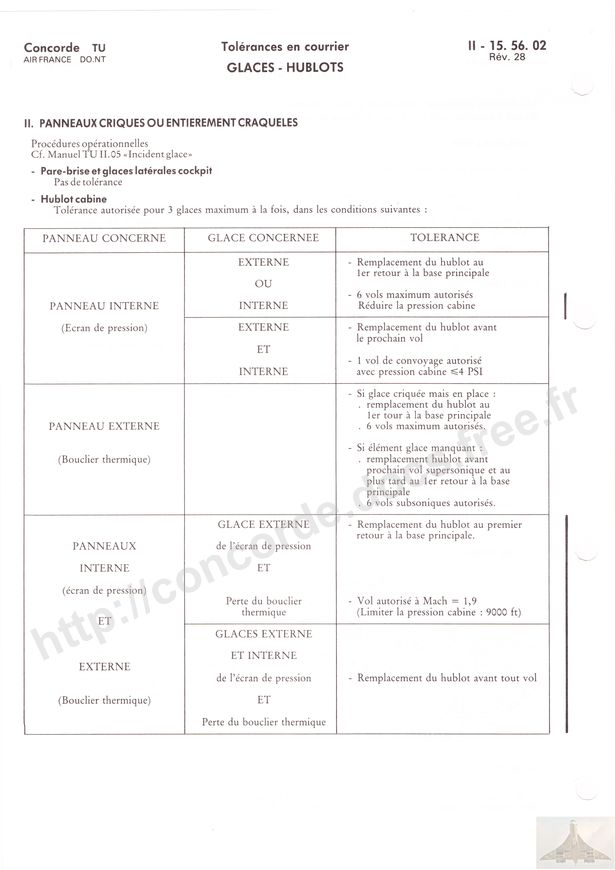 Concorde TU
AIR FRANCE DO.NT
Tolérances en courrier
GLACES - HUBLOTS
II - 15. 56. 02
Rév. 28
II. PANNEAUX CRIQUES OU ENTIEREMENT CRAQUELES
Procédures opérationnelles
Cf. Manuel TU II.05 «Incident glace»
- Pare-brise et glaces latérales cockpit
Pas de tolérance
- Hublot cabine
Tolérance autorisée pour 3 glaces maximum à la fois, dans les conditions suivantes :
PANNEAU CONCERNE
GLACE CONCERNEE
TOLERANCE
PANNEAU INTERNE
(Ecran de pression)
EXTERNE
OU
INTERNE
- Remplacement du hublot au
1er retour à la base principale
- 6 vols maximum autorisés
Réduire la pression cabine
EXTERNE
ET
INTERNE
- Remplacement du hublot avant
le prochain vol
- 1 vol de convoyage autorisé
avec pression cabine ≤4 PSI
PANNEAU EXTERNE
(Bouclier thermique)
- Si glace criquée mais en place :
. remplacement du hublot au
1er tour à la base principale
. 6 vols maximum autorisés.
- Si élément glace manquant :
. remplacement hublot avant
prochain vol supersonique et au
plus tard au 1er retour à la base
principale
. 6 vols subsoniques autorisés.
PANNEAUX
INTERNE
(écran de pression)
ET
EXTERNE
(Bouclier thermique)
GLACE EXTERNE
de l'écran de pression
ET
Perte du bouclier
thermique
- Remplacement du hublot au premier
retour à la base principale.
- Vol autorisé à Mach = 1,9
(Limiter la pression cabine : 9000 ft)
GLACES EXTERNE
ET INTERNE
de l'écran de pression
ET
Perte du bouclier thermique
- Remplacement du hublot avant tout vol
http://concorde.docs.free.fr